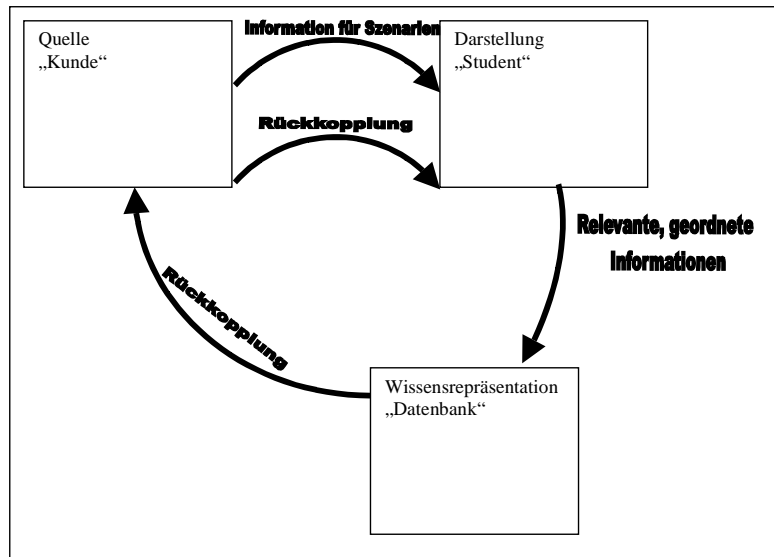 Quelle
„Kunde“
Information für Szenarien
Darstellung
„Student“
Rückkopplung
Relevante, geordnete
Informationen
Rückkopplung
Wissensrepräsentation
„Datenbank“